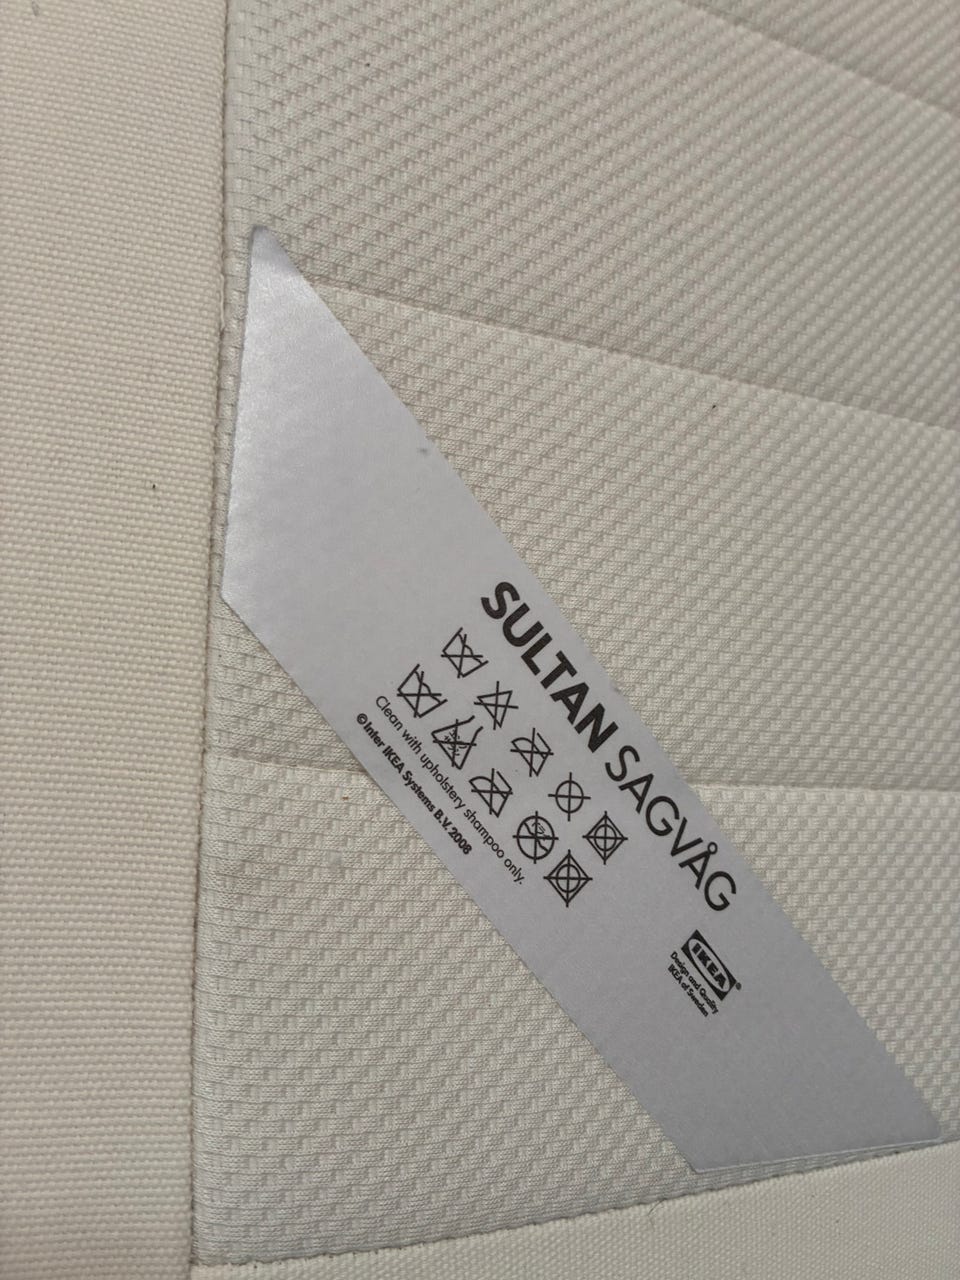 SULTAN SAGVÅG
Clean with upholstery shampoo only.
© Inter IKEA Systems B.V. 2008
IKEA®
Design and Quality
IKEA of Sweden